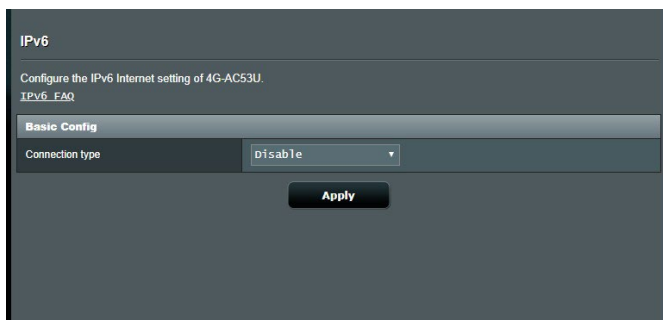 IPv6
Configure the IPv6 Internet setting of 4G-AC53U.
IPv6 FAQ
Basic Config
Connection type
Disable
Apply